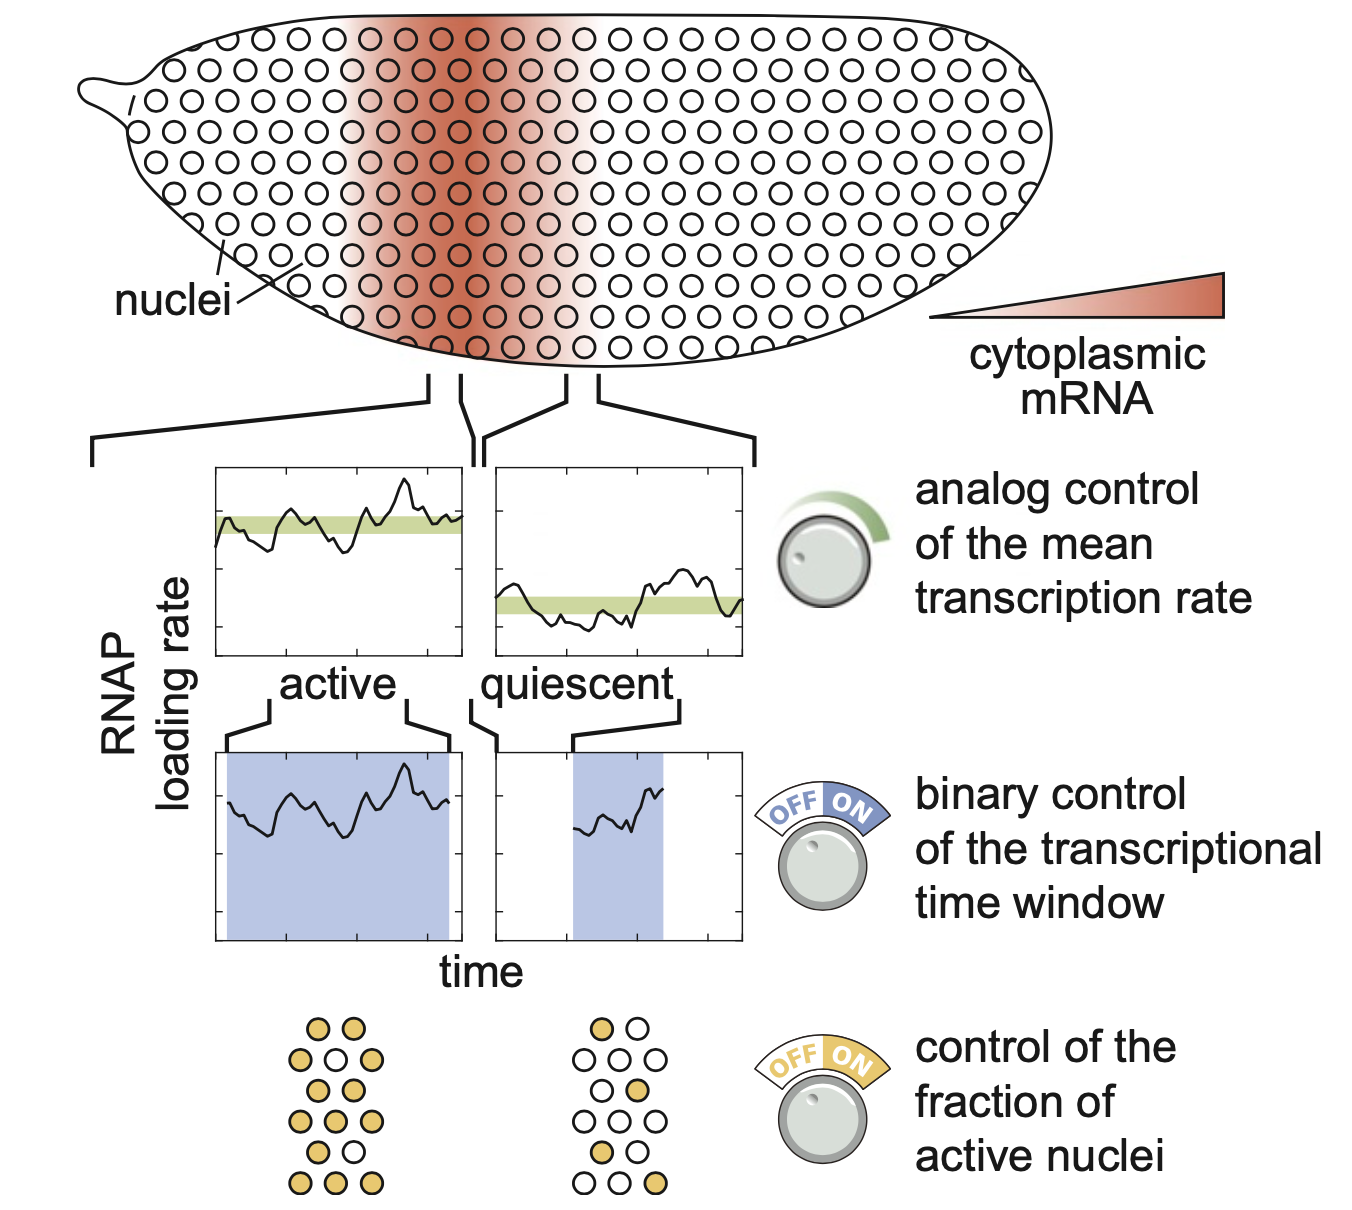 nuclei
cytoplasmic
mRNA
RNAP
loading rate
analog control
of the mean
transcription rate
active
quiescent
OFF ON
binary control
of the transcriptional
time window
time
OFF ON
control of the
fraction of
active nuclei